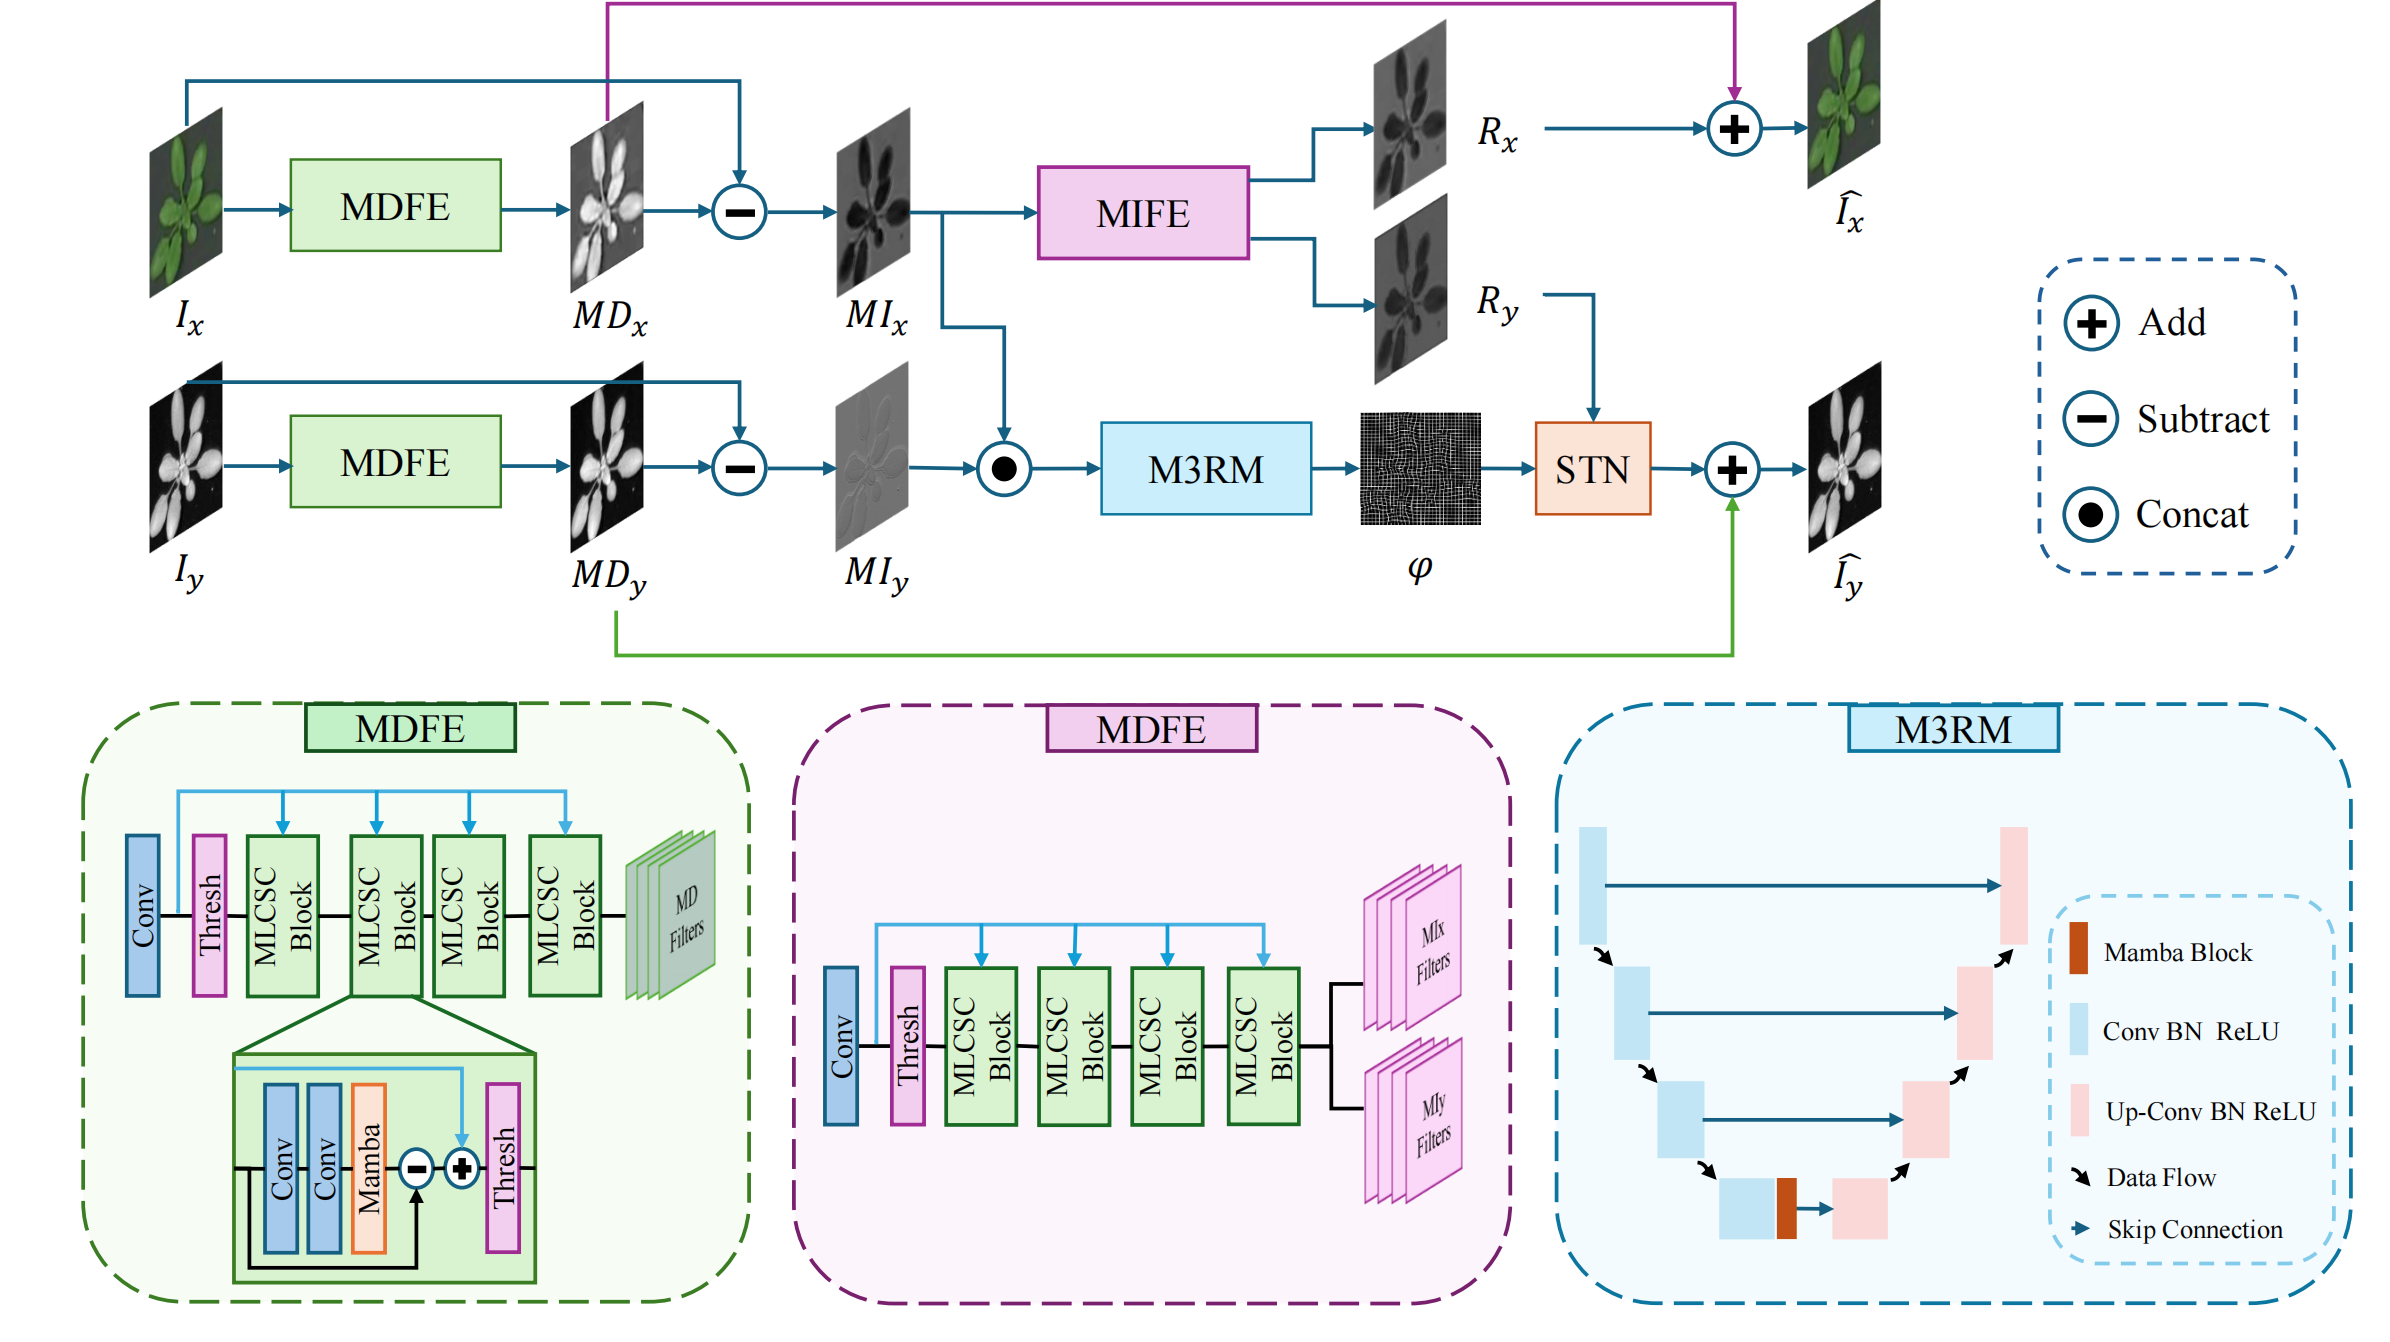 MDFE
MIFE
R_x
R_y
I_x
MD_x
MI_x
\hat{I_x}
MDFE
M3RM
STN
I_y
MD_y
MI_y
φ
\hat{I_y}
Add
Subtract
Concat
MDFE
Conv
Thresh
MLCSC
Block
MLCSC
Block
MLCSC
Block
MLCSC
Block
MD
Filters
Conv
Conv
Mamba
Thresh
MDFE
Conv
Thresh
MLCSC
Block
MLCSC
Block
MLCSC
Block
MLCSC
Block
MIx
Filters
MIy
Filters
M3RM
Mamba Block
Conv BN ReLU
Up-Conv BN ReLU
Data Flow
Skip Connection